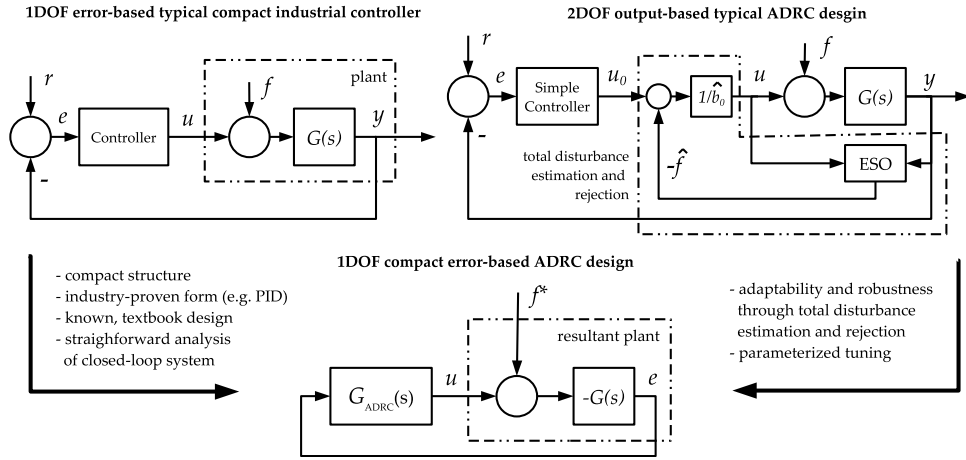 1DOF error-based typical compact industrial controller
r
e
Controller
u
plant
f
G(s)
y
-
2DOF output-based typical ADRC desgin
r
e
Simple
Controller
u0
1/b̂0
u
f
G(s)
y
-
total disturbance
estimation and
rejection
-f̂
ESO
1DOF compact error-based ADRC design
- compact structure
- industry-proven form (e.g. PID)
- known, textbook design
- straighforward analysis
of closed-loop system
f*
resultant plant
GADRC(s)
u
-G(s)
e
- adaptability and robustness
through total disturbance
estimation and rejection
- parameterized tuning